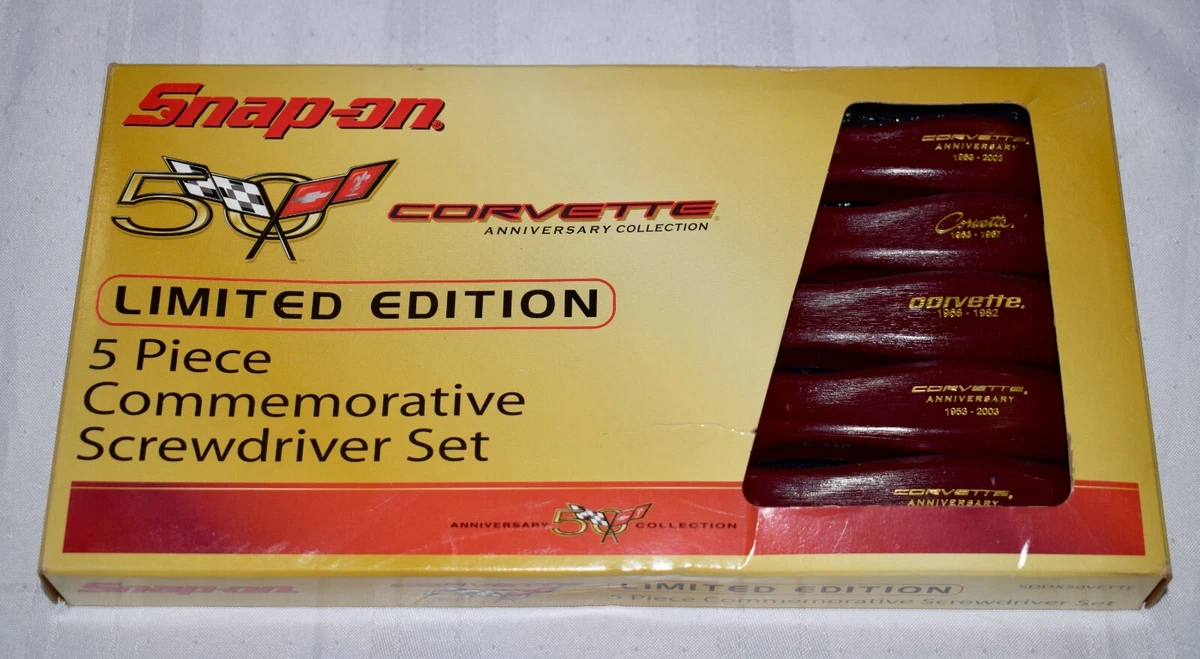 Snap-on®
50
CORVETTE®
ANNIVERSARY COLLECTION
LIMITED EDITION
5 Piece
Commemorative
Screwdriver Set
CORVETTE®
ANNIVERSARY
1953 - 2003
Corvette®
1953 - 1967
corvette®
1968 - 1982
CORVETTE®
ANNIVERSARY
1953 - 2003
CORVETTE®
ANNIVERSARY
ANNIVERSARY 50 COLLECTION
Snap-on
LIMITED EDITION
SDDX50VETTE
5 Piece Commemorative Screwdriver Set